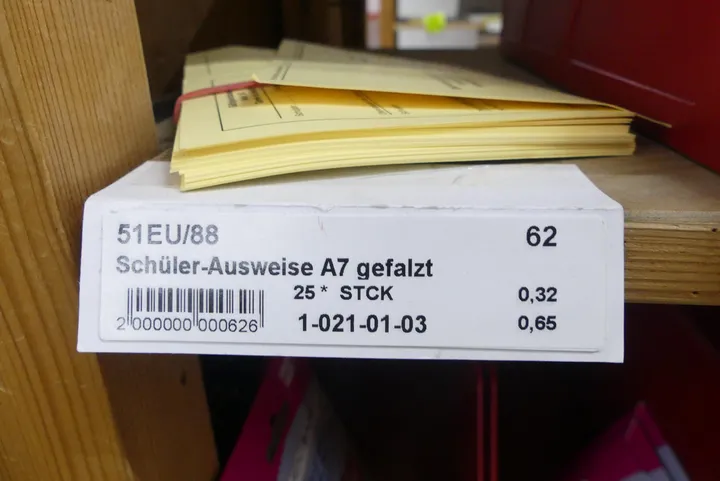 51EU/88 62
Schüler-Ausweise A7 gefalzt
25 * STCK 0,32
2 000000 000626 1-021-01-03 0,65